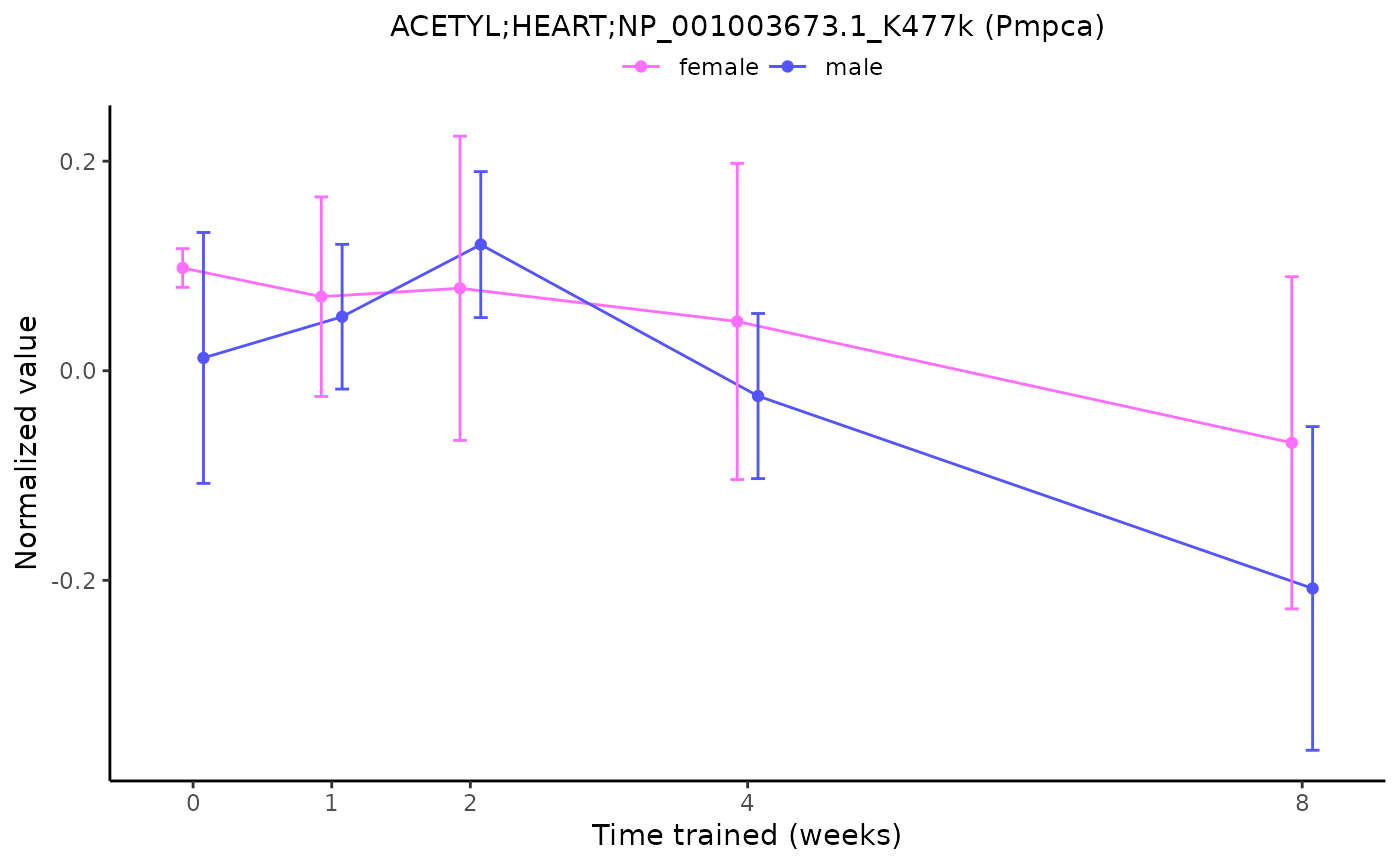 ACETYL;HEART;NP_001003673.1_K477k (Pmpca)
female male
Normalized value
0.2
0.0
-0.2
0 1 2 4 8
Time trained (weeks)